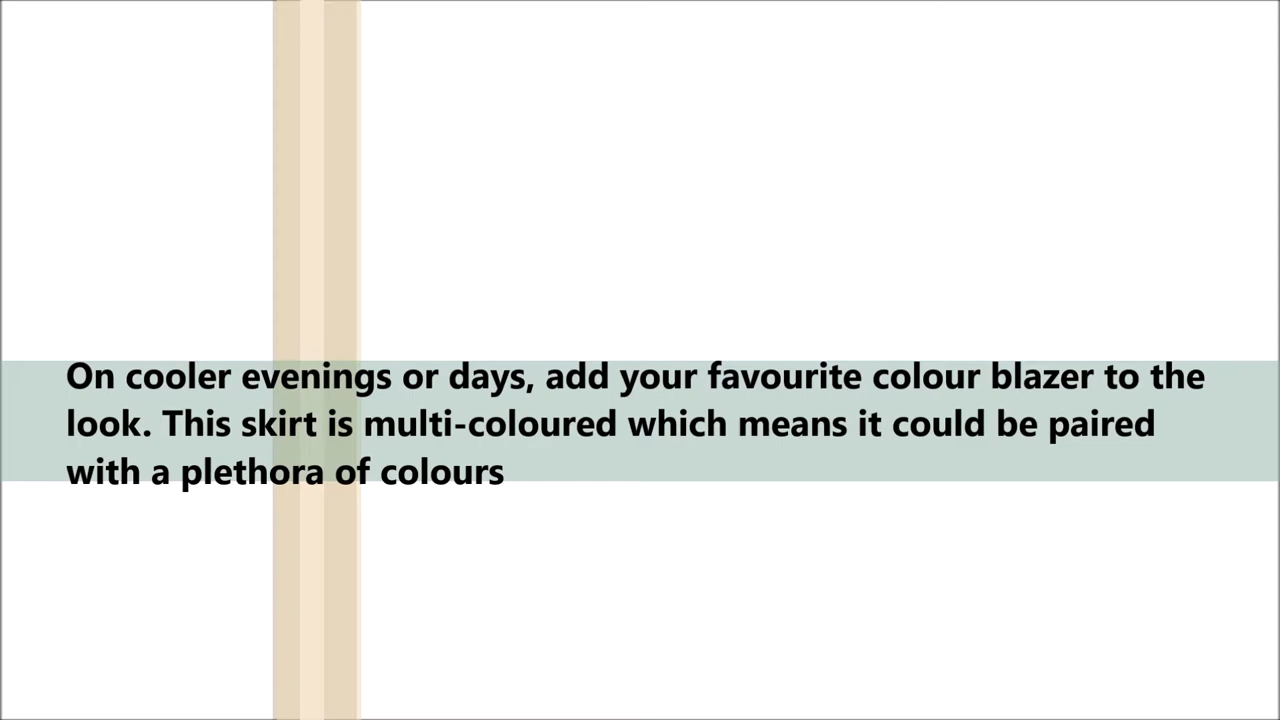 On cooler evenings or days, add your favourite colour blazer to the
look. This skirt is multi-coloured which means it could be paired
with a plethora of colours